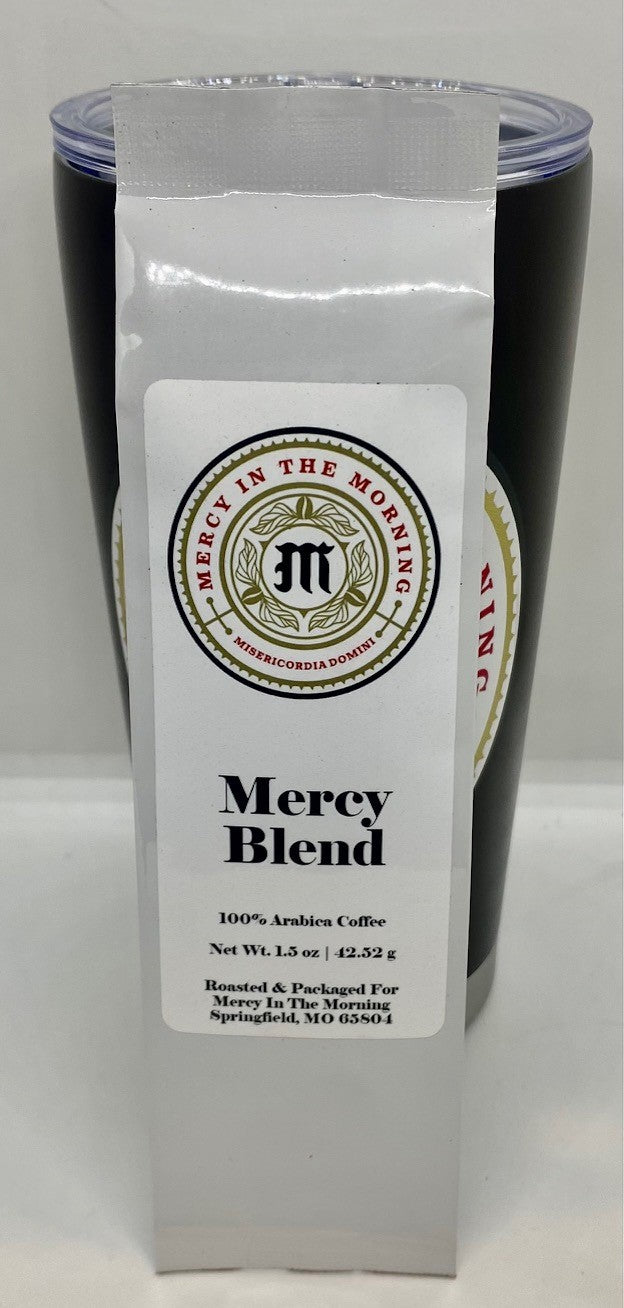 MERCY IN THE MORNING
M
MISERICORDIA DOMINI
Mercy
Blend
100% Arabica Coffee
Net Wt. 1.5 oz | 42.52 g
Roasted & Packaged For
Mercy In The Morning
Springfield, MO 65804
NING